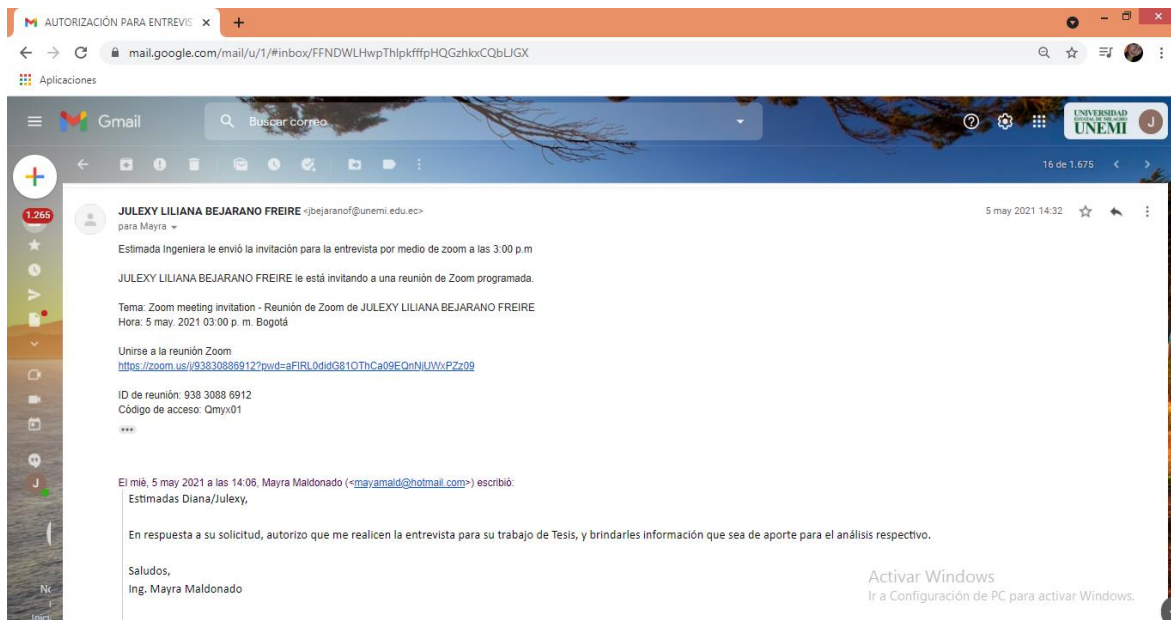 AUTORIZACIÓN PARA ENTREVIS
mail.google.com/mail/u/1/#inbox/FFNDWLHwpThlpkfffpHQGzhkxCQbLJGX
Aplicaciones
Gmail
Buscar correo
UNIVERSIDAD
ESTATAL DE MILAGRO
UNEMI
J
16 de 1.675
1.265
JULEXY LILIANA BEJARANO FREIRE <jbejaranof@unemi.edu.ec>
5 may 2021 14:32
para Mayra
Estimada Ingeniera le envió la invitación para la entrevista por medio de zoom a las 3:00 p.m
JULEXY LILIANA BEJARANO FREIRE le está invitando a una reunión de Zoom programada.
Tema: Zoom meeting invitation - Reunión de Zoom de JULEXY LILIANA BEJARANO FREIRE
Hora: 5 may. 2021 03:00 p. m. Bogotá
Unirse a la reunión Zoom
https://zoom.us/j/93830886912?pwd=aFlRL0didG81OThCa09EQnNjUWxPZz09
ID de reunión: 938 3088 6912
Código de acceso: Qmyx01
El mié, 5 may 2021 a las 14:06, Mayra Maldonado (<mayamald@hotmail.com>) escribió:
Estimadas Diana/Julexy,
En respuesta a su solicitud, autorizo que me realicen la entrevista para su trabajo de Tesis, y brindarles información que sea de aporte para el análisis respectivo.
Saludos,
Ing. Mayra Maldonado
J
Activar Windows
Ir a Configuración de PC para activar Windows.